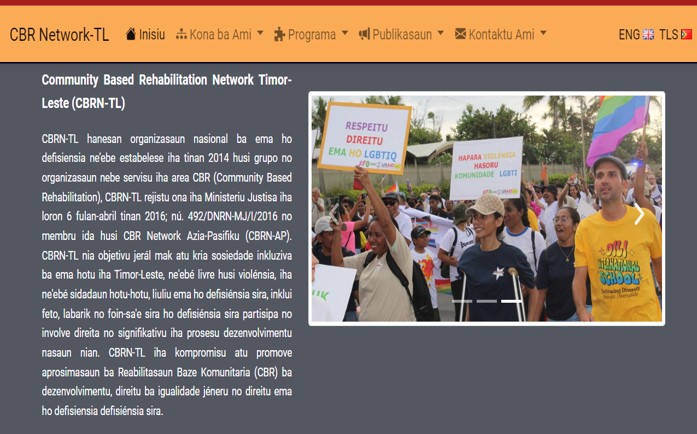 CBR Network-TL Inisiu Kona ba Ami Programa Publikasaun Kontaktu Ami ENG TLS
Community Based Rehabilitation Network Timor-
Leste (CBRN-TL)
CBRN-TL hanesan organizasaun nasional ba ema ho
defisiensia ne'ebe estabelese iha tinan 2014 husi grupo no
organizasaun nebe servisu iha area CBR (Community Based
Rehabilitation), CBRN-TL rejistu ona iha Ministeriu Justisa iha
loron 6 fulan-abril tinan 2016; nú. 492/DNRN-MJ/I/2016 no
membru ida husi CBR Network Azia-Pasifiku (CBRN-AP).
CBRN-TL nia objetivu jerál mak atu kria sosiedade inkluziva
ba ema hotu iha Timor-Leste, ne'ebé livre husi violénsia, iha
ne'ebé sidadaun hotu-hotu, liuliu ema ho defisiénsia sira, inklui
feto, labarik no foin-sa'e sira ho defisiénsia sira partisipa no
involve direita no signifikativu iha prosesu dezenvolvimentu
nasaun nian. CBRN-TL iha kompromisu atu promove
aprosimasaun ba Reabilitasaun Baze Komunitaria (CBR) ba
dezenvolvimentu, direitu ba igualidade jéneru no direitu ema
ho defisiensia defisiénsia sira.
RESPEITU
DIREITU
EMA HO LGBTIQ
HAPARA VIOLENSIA
HASORU
KOMUNIDADE LGBTI
INTERNATIONAL
SCHOOL